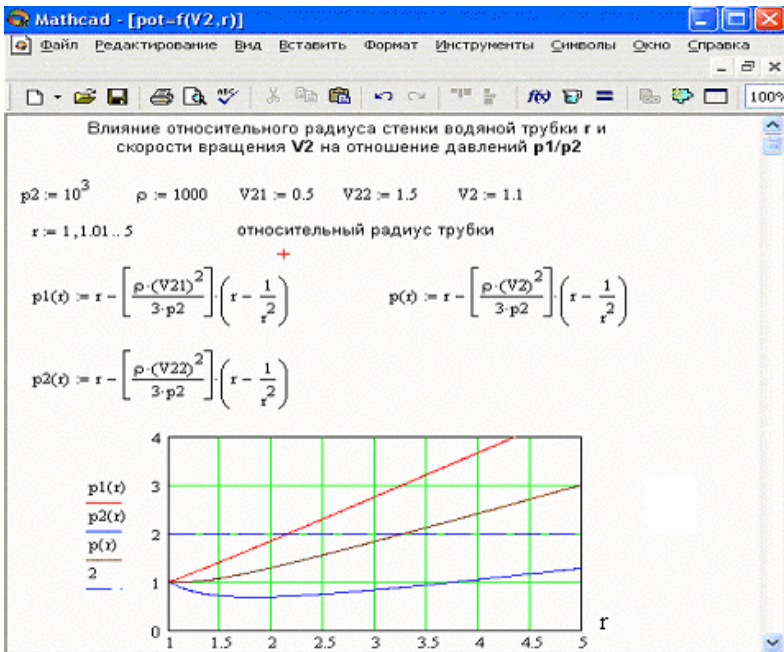 Mathcad - [pot=f(V2,r)]
Файл Редактирование Вид Вставить Формат Инструменты Символы Окно Справка
ABC f(x) = 100%
Влияние относительного радиуса стенки водяной трубки r и
скорости вращения V2 на отношение давлений p1/p2
p2 := 10^3 ρ := 1000 V21 := 0.5 V22 := 1.5 V2 := 1.1
r := 1,1.01..5 относительный радиус трубки
p1(r) := r − [ρ·(V21)^2 / 3·p2]·(r − 1/r^2) p(r) := r − [ρ·(V2)^2 / 3·p2]·(r − 1/r^2)
p2(r) := r − [ρ·(V22)^2 / 3·p2]·(r − 1/r^2)
p1(r)
p2(r)
p(r)
2
4
3
2
1
0
1 1.5 2 2.5 3 3.5 4 4.5 5
r